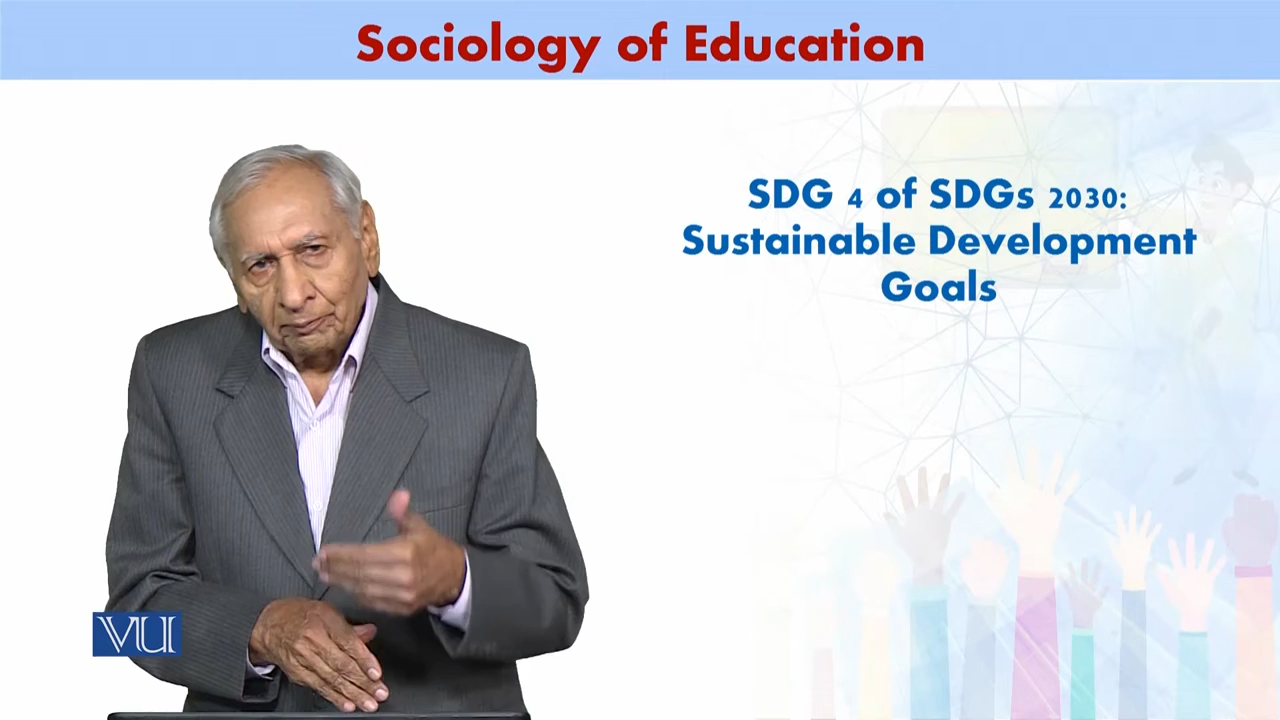 Sociology of Education
SDG 4 of SDGs 2030:
Sustainable Development
Goals
VU